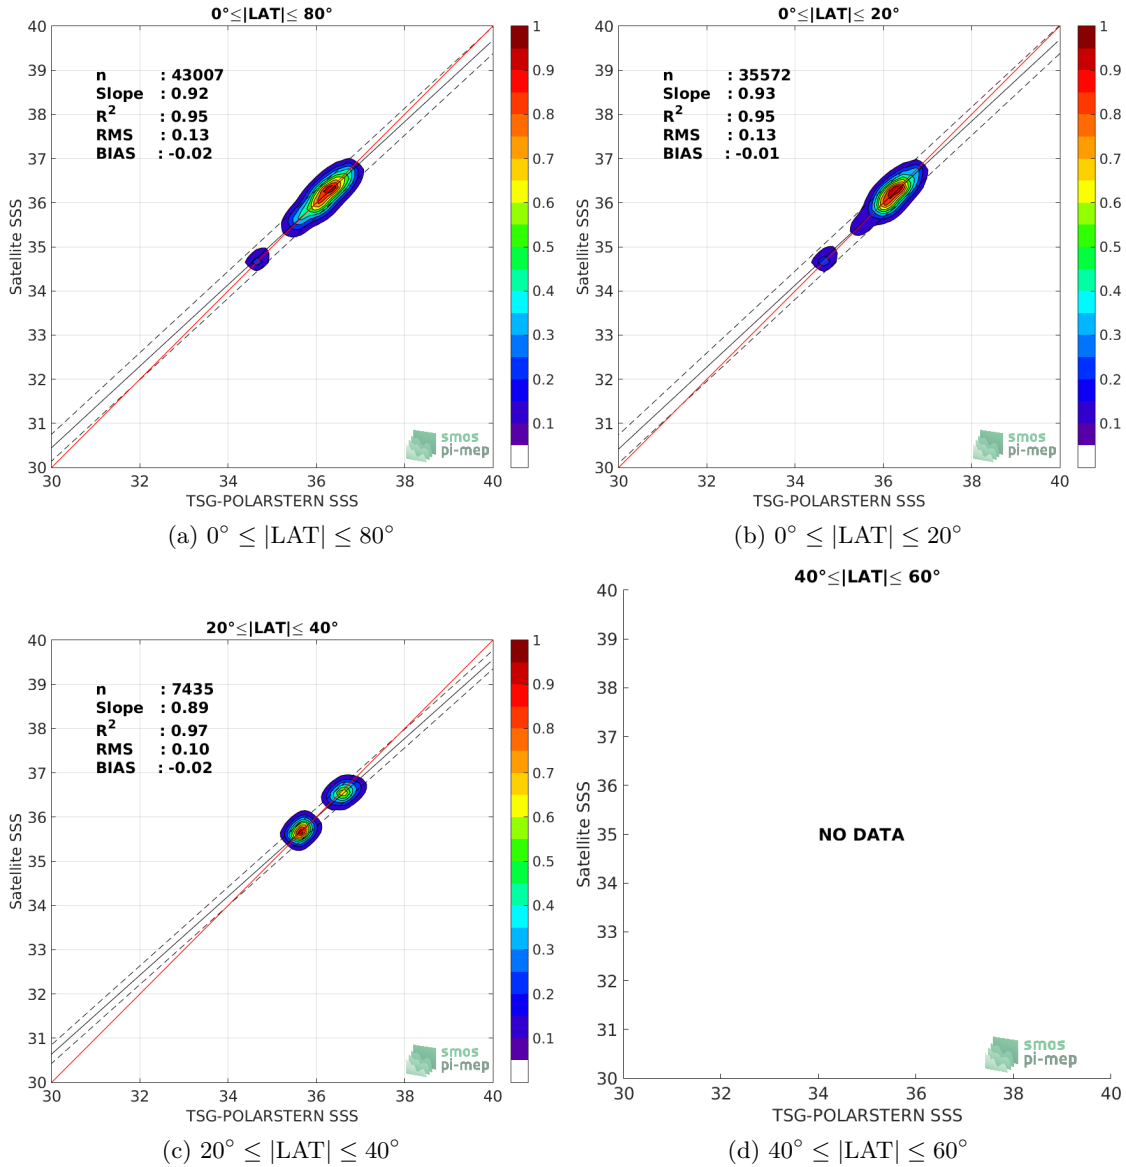 0°≤|LAT|≤ 80°
n : 43007
Slope : 0.92
R² : 0.95
RMS : 0.13
BIAS : -0.02
40
39
38
37
36
35
34
33
32
31
30
Satellite SSS
30 32 34 36 38 40
TSG-POLARSTERN SSS
1
0.9
0.8
0.7
0.6
0.5
0.4
0.3
0.2
0.1
smos
pi-mep
(a) 0° ≤ |LAT| ≤ 80°
0°≤|LAT|≤ 20°
n : 35572
Slope : 0.93
R² : 0.95
RMS : 0.13
BIAS : -0.01
40
39
38
37
36
35
34
33
32
31
30
Satellite SSS
30 32 34 36 38 40
TSG-POLARSTERN SSS
1
0.9
0.8
0.7
0.6
0.5
0.4
0.3
0.2
0.1
smos
pi-mep
(b) 0° ≤ |LAT| ≤ 20°
20°≤|LAT|≤ 40°
n : 7435
Slope : 0.89
R² : 0.97
RMS : 0.10
BIAS : -0.02
40
39
38
37
36
35
34
33
32
31
30
Satellite SSS
30 32 34 36 38 40
TSG-POLARSTERN SSS
1
0.9
0.8
0.7
0.6
0.5
0.4
0.3
0.2
0.1
smos
pi-mep
(c) 20° ≤ |LAT| ≤ 40°
40°≤|LAT|≤ 60°
40
39
38
37
36
35
34
33
32
31
30
Satellite SSS
NO DATA
30 32 34 36 38 40
TSG-POLARSTERN SSS
smos
pi-mep
(d) 40° ≤ |LAT| ≤ 60°